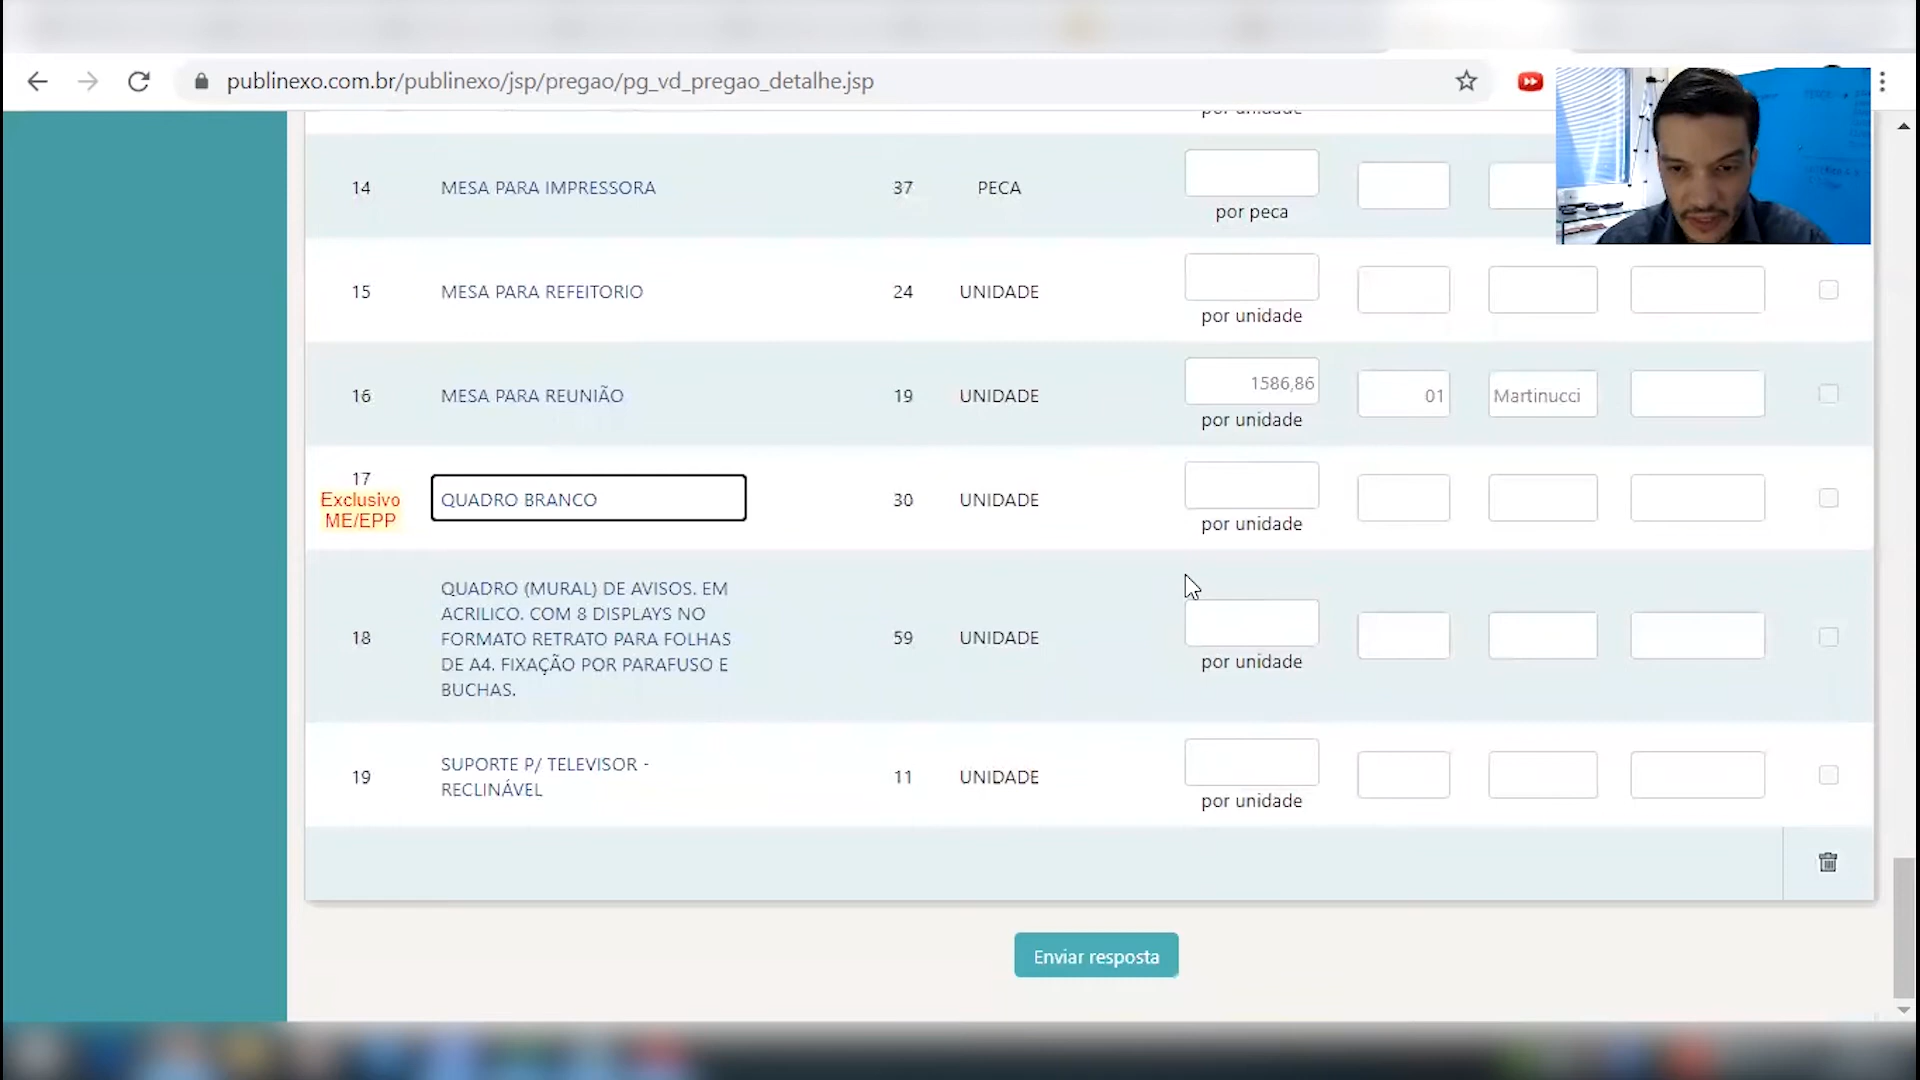 publinexo.com.br/publinexo/jsp/pregao/pg_vd_pregao_detalhe.jsp
por unidade
14 MESA PARA IMPRESSORA 37 PECA
por peca
15 MESA PARA REFEITORIO 24 UNIDADE
por unidade
16 MESA PARA REUNIÃO 19 UNIDADE 1586,86 01 Martinucci
por unidade
17
Exclusivo
ME/EPP
QUADRO BRANCO 30 UNIDADE
por unidade
QUADRO (MURAL) DE AVISOS. EM
ACRILICO. COM 8 DISPLAYS NO
18 FORMATO RETRATO PARA FOLHAS 59 UNIDADE
DE A4. FIXAÇÃO POR PARAFUSO E
BUCHAS.
por unidade
19 SUPORTE P/ TELEVISOR - 11 UNIDADE
RECLINÁVEL
por unidade
Enviar resposta